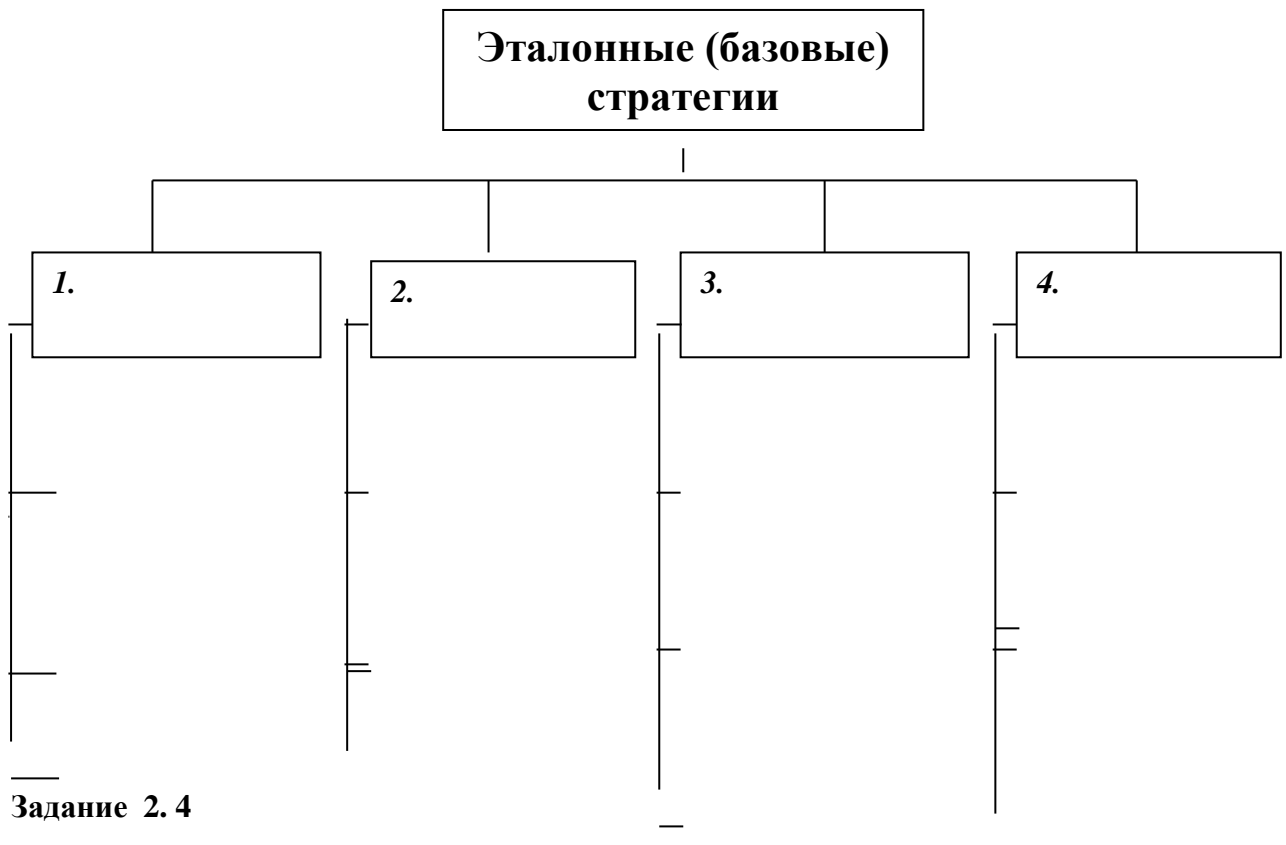 Эталонные (базовые)
стратегии
1.
2.
3.
4.
Задание 2. 4